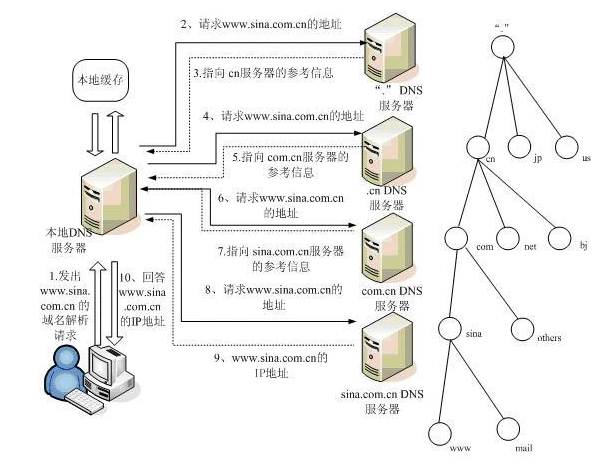 2、请求www.sina.com.cn的地址
3.指向 cn服务器的参考信息
“.” DNS
服务器
本地缓存
4、请求www.sina.com.cn的地址
5.指向 com.cn服务器的
参考信息
.cn DNS
服务器
本地DNS
服务器
6、请求www.sina.com.cn
的地址
7.指向 sina.com.cn服务器
的参考信息
com.cn DNS
服务器
1.发出
www.sina.
com.cn 的
域名解析
请求
10、回答
www.sina
.com.cn
的IP地址
8、请求www.sina.com.cn的
地址
9、www.sina.com.cn的
IP地址
sina.com.cn DNS
服务器
“.”
cn
jp
us
com
net
bj
sina
others
www
mail